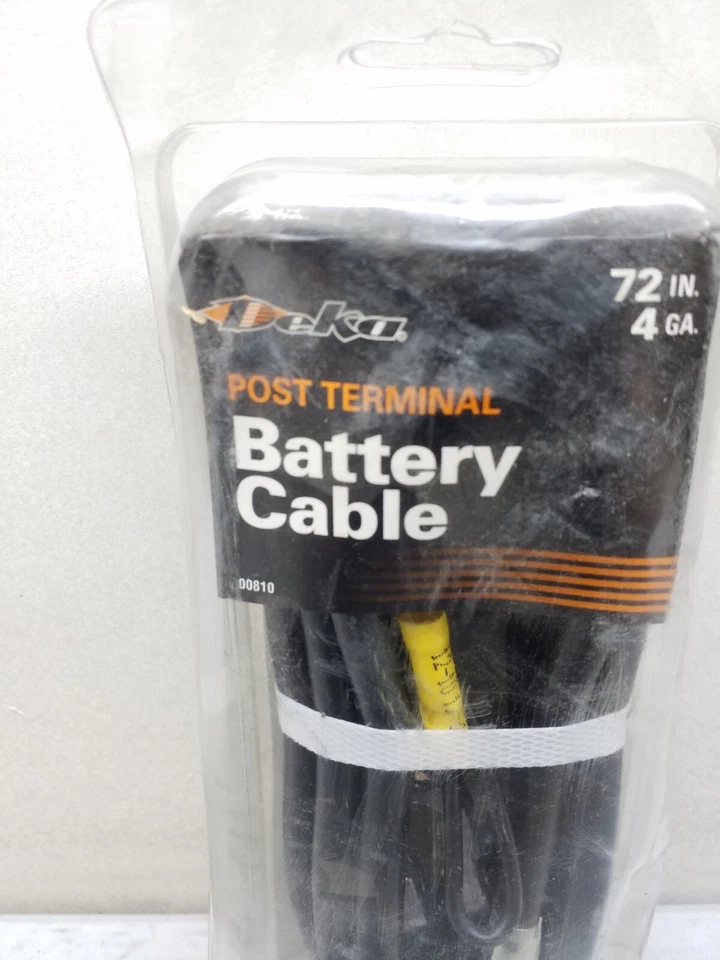 Deka
72 IN.
4 GA.
POST TERMINAL
Battery
Cable
00810